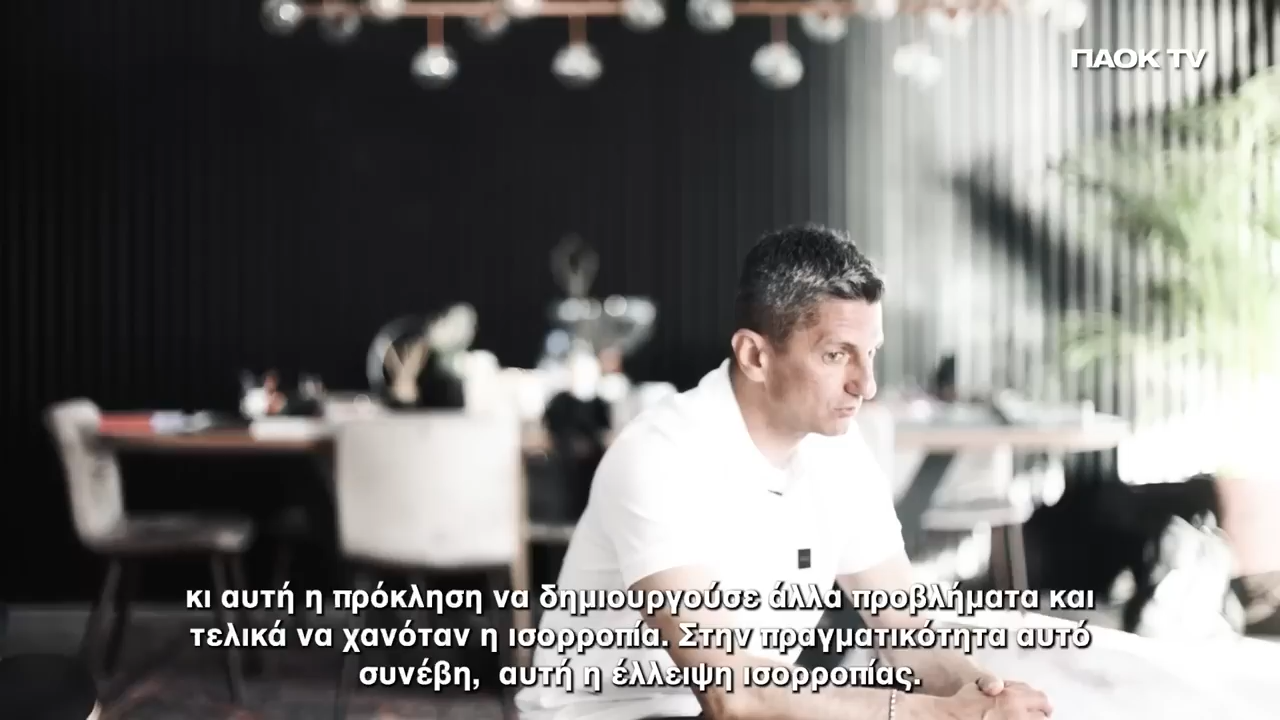 ΠΑΟΚ TV
κι αυτή η πρόκληση να δημιουργούσε άλλα προβλήματα και
τελικά να χανόταν η ισορροπία. Στην πραγματικότητα αυτό
συνέβη,  αυτή η έλλειψη ισορροπίας.